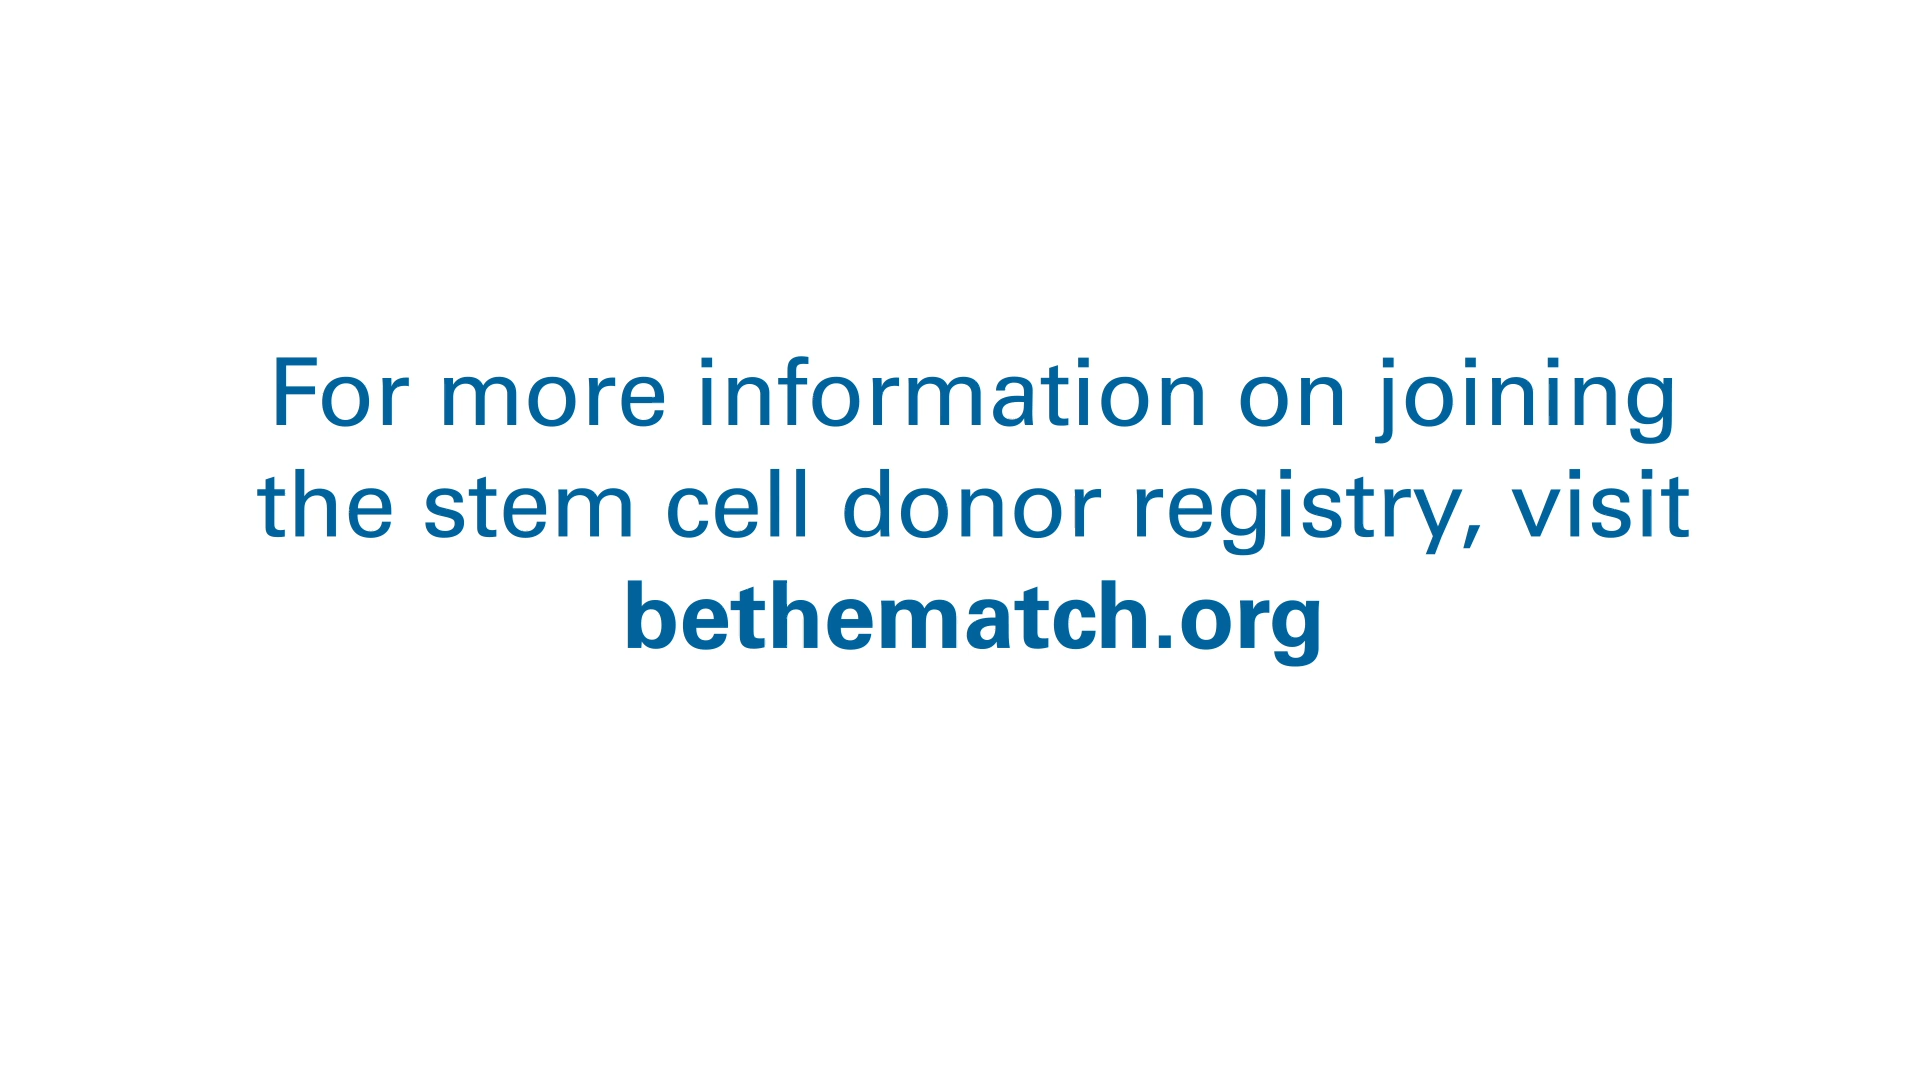 For more information on joining
the stem cell donor registry, visit
bethematch.org